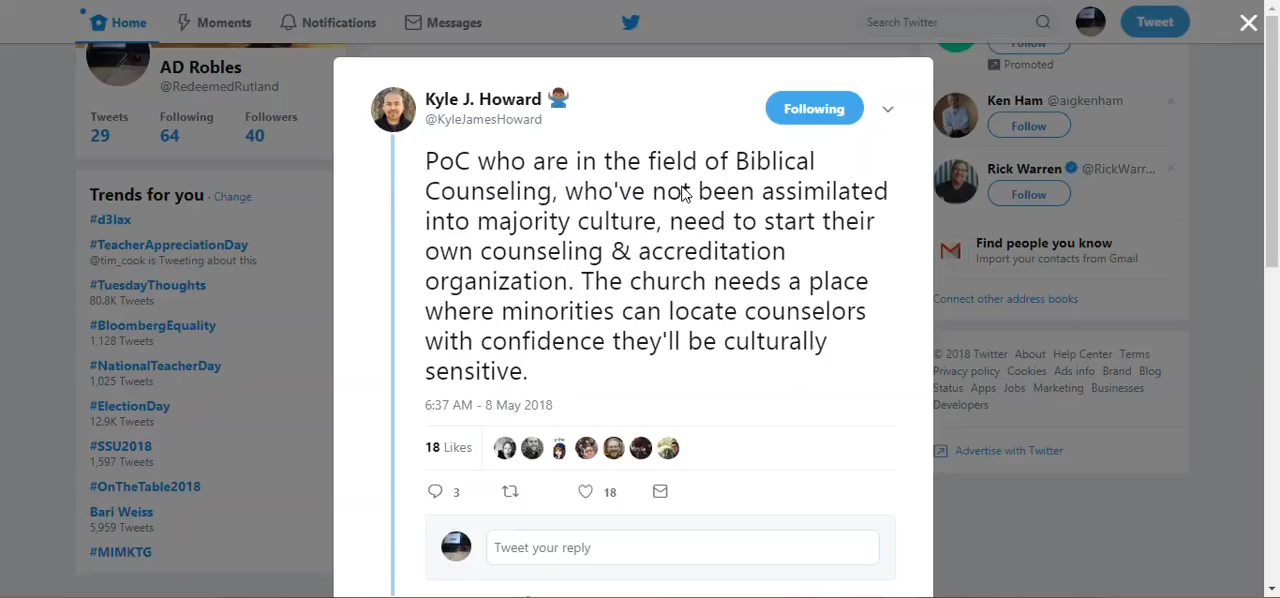 Home
Moments
Notifications
Messages
Search Twitter
Tweet
AD Robles
@RedeemedRutland
Tweets Following Followers
29 64 40
Trends for you · Change
#d3lax
#TeacherAppreciationDay
@tim_cook is Tweeting about this
#TuesdayThoughts
80.8K Tweets
#BloombergEquality
1,128 Tweets
#NationalTeacherDay
1,025 Tweets
#ElectionDay
12.9K Tweets
#SSU2018
1,597 Tweets
#OnTheTable2018
Bari Weiss
5,959 Tweets
#MIMKTG
Kyle J. Howard
@KyleJamesHoward
Following
PoC who are in the field of Biblical
Counseling, who've not been assimilated
into majority culture, need to start their
own counseling & accreditation
organization. The church needs a place
where minorities can locate counselors
with confidence they'll be culturally
sensitive.
6:37 AM - 8 May 2018
18 Likes
3
18
Tweet your reply
Follow
Promoted
Ken Ham @aigkenham
Follow
Rick Warren @RickWarr...
Follow
Find people you know
Import your contacts from Gmail
Connect other address books
© 2018 Twitter About Help Center Terms
Privacy policy Cookies Ads info Brand Blog
Status Apps Jobs Marketing Businesses
Developers
Advertise with Twitter